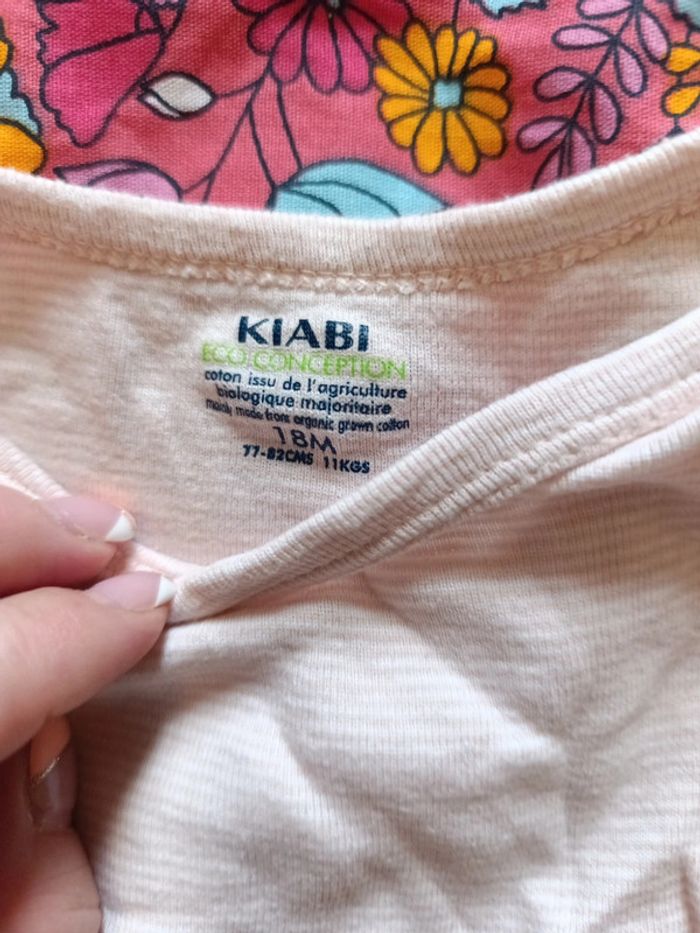 KIABI
ECO CONCEPTION
coton issu de l'agriculture
biologique majoritaire
mainly made from organic grown cotton
18M
77-82CMS 11KGS